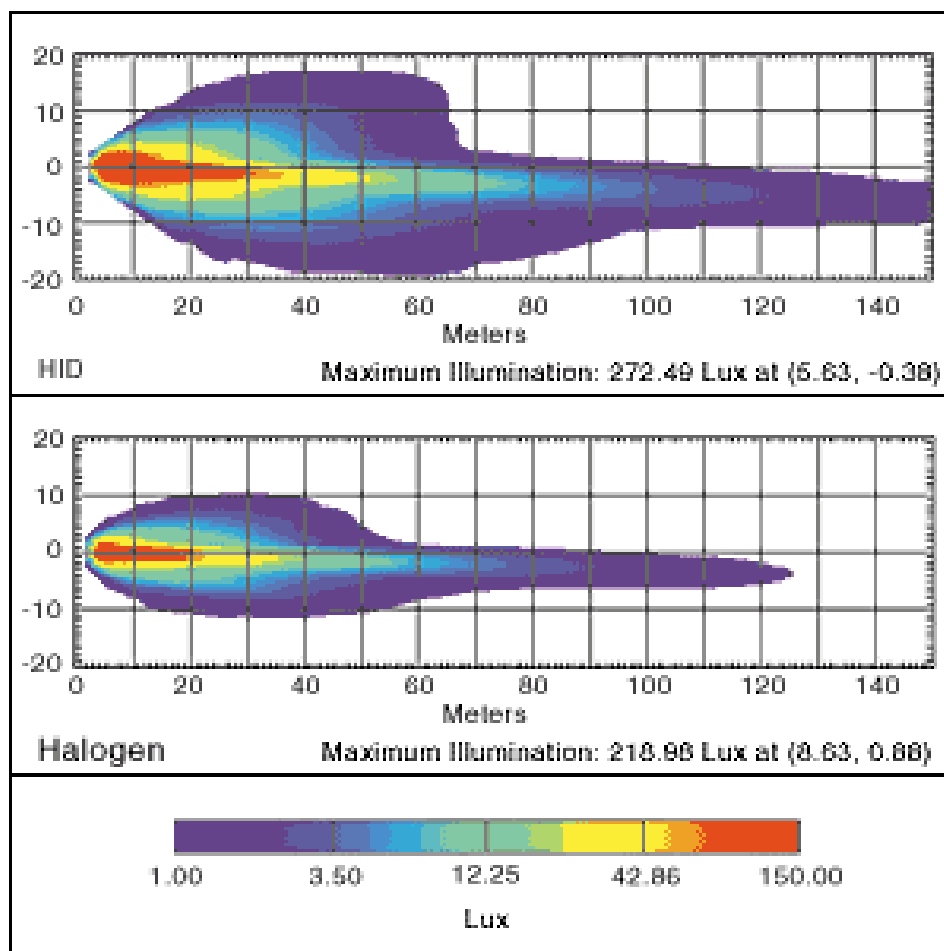 20
10
0
-10
-20
0 20 40 60 80 100 120 140
Meters
HID
Maximum Illumination: 272.49 Lux at (5.63, -0.38)
20
10
0
-10
-20
0 20 40 60 80 100 120 140
Meters
Halogen
Maximum Illumination: 218.98 Lux at (8.63, 0.88)
1.00 3.50 12.25 42.86 150.00
Lux